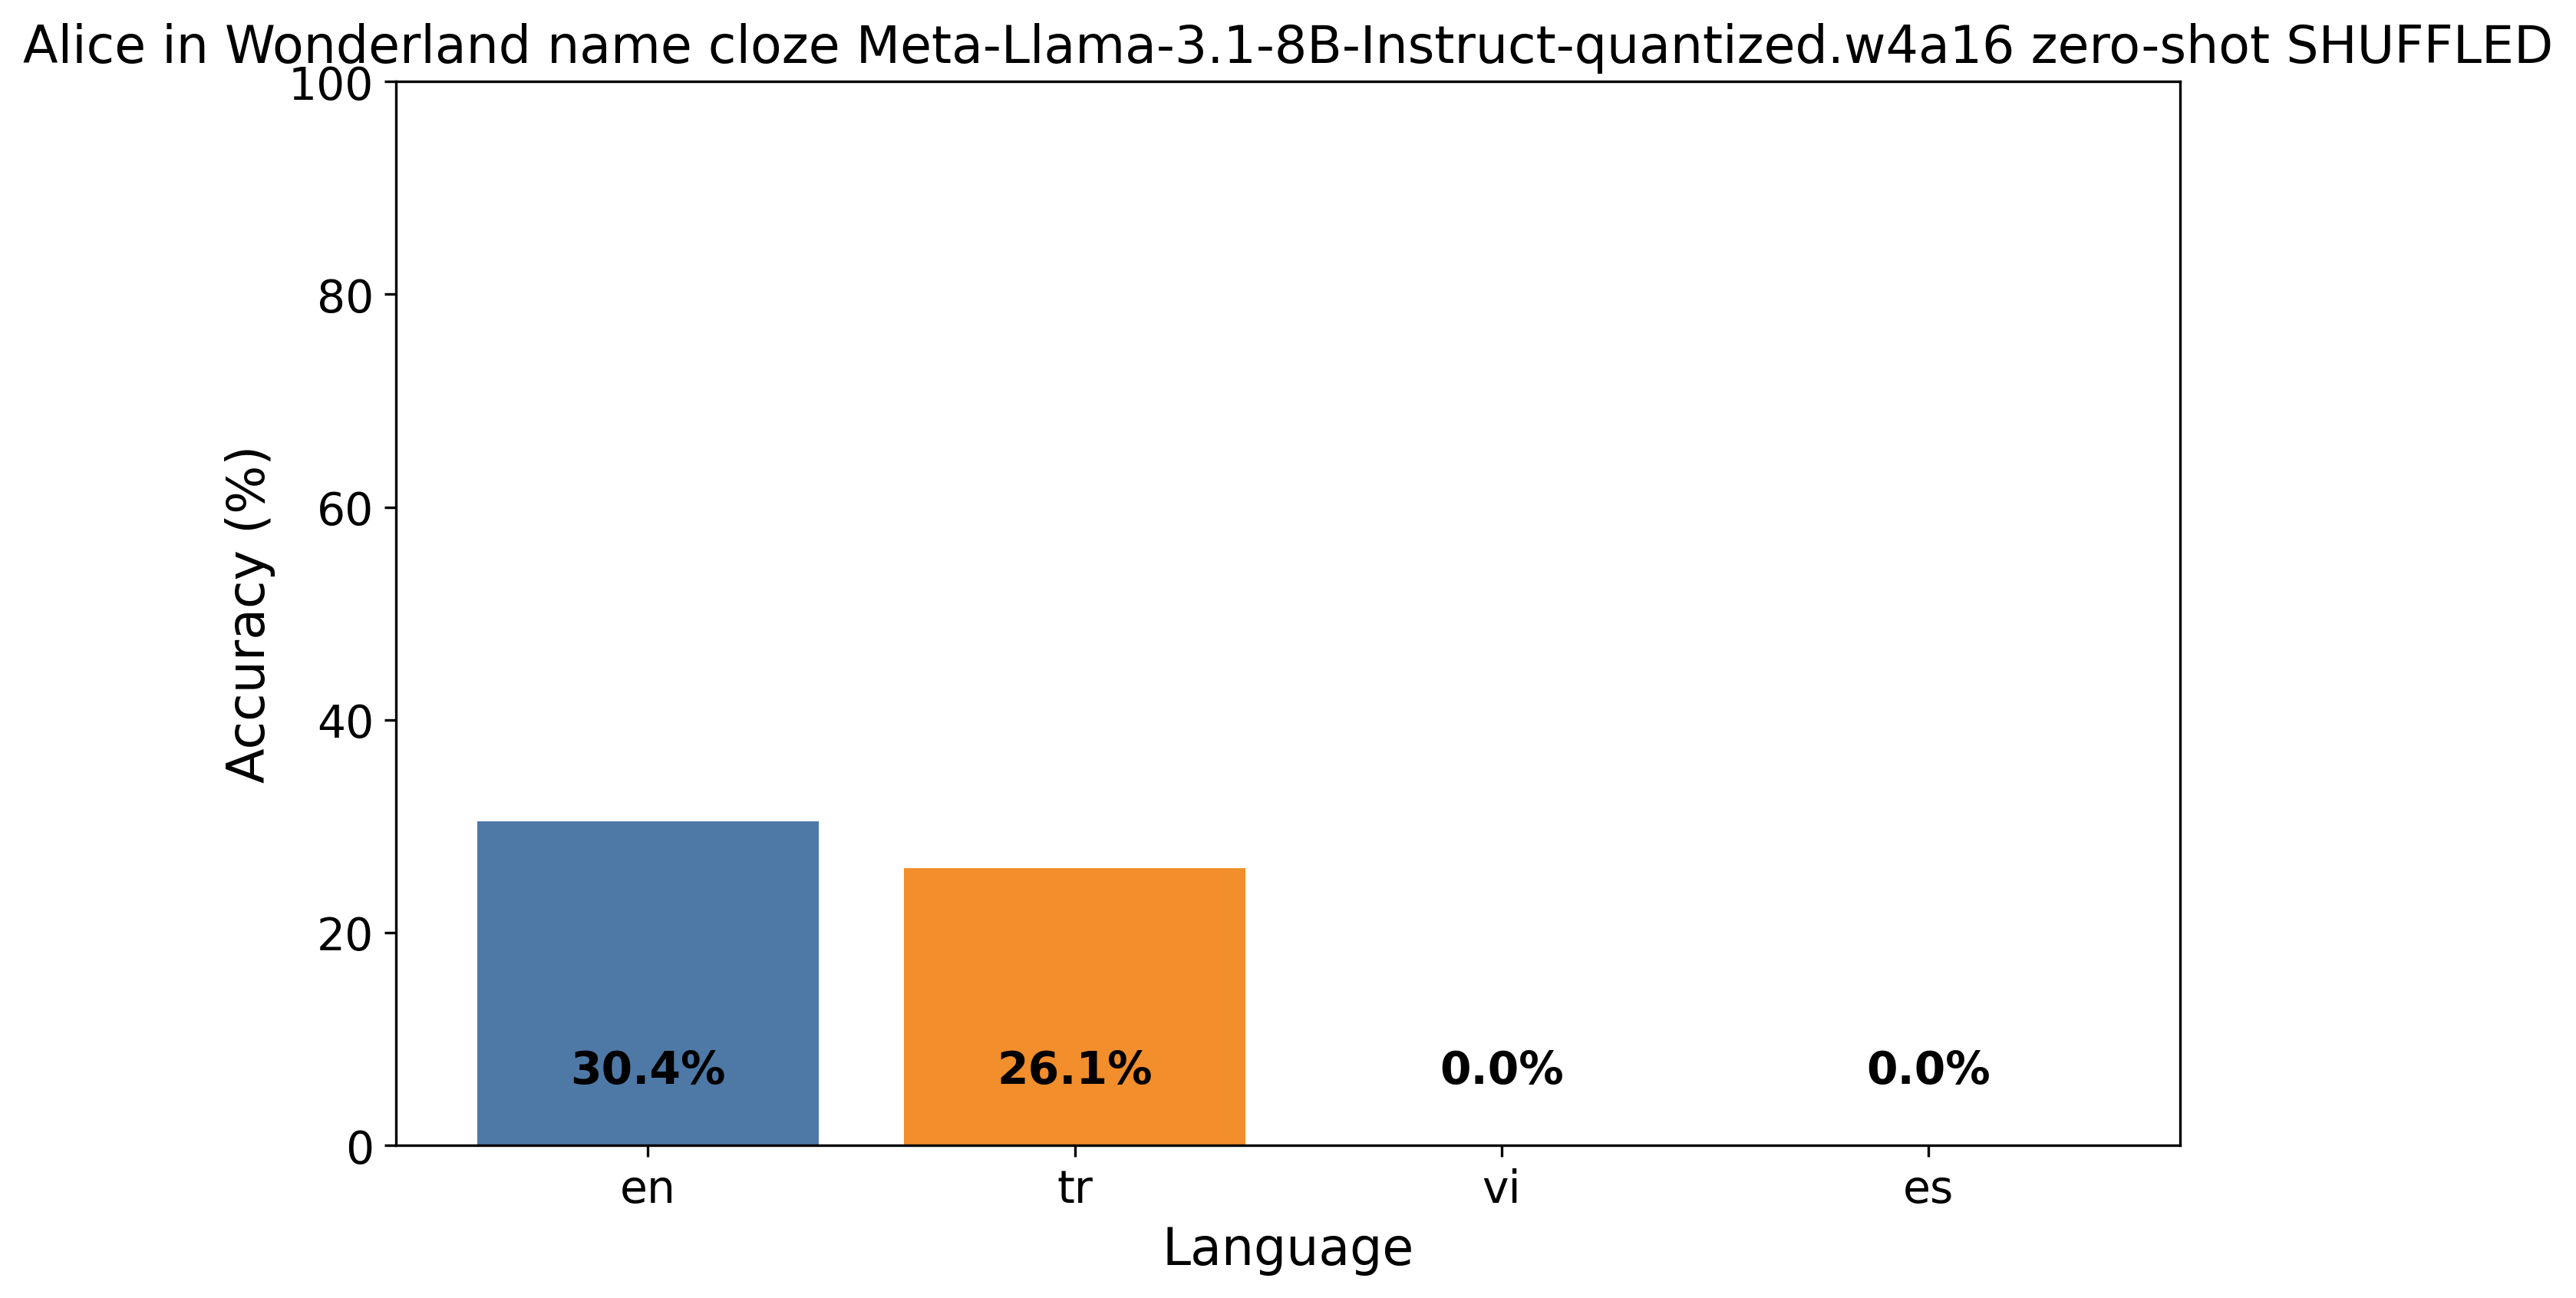 Alice in Wonderland name cloze Meta-Llama-3.1-8B-Instruct-quantized.w4a16 zero-shot SHUFFLED
100
80
60
40
20
0
Accuracy (%)
30.4%
26.1%
0.0%
0.0%
en
tr
vi
es
Language